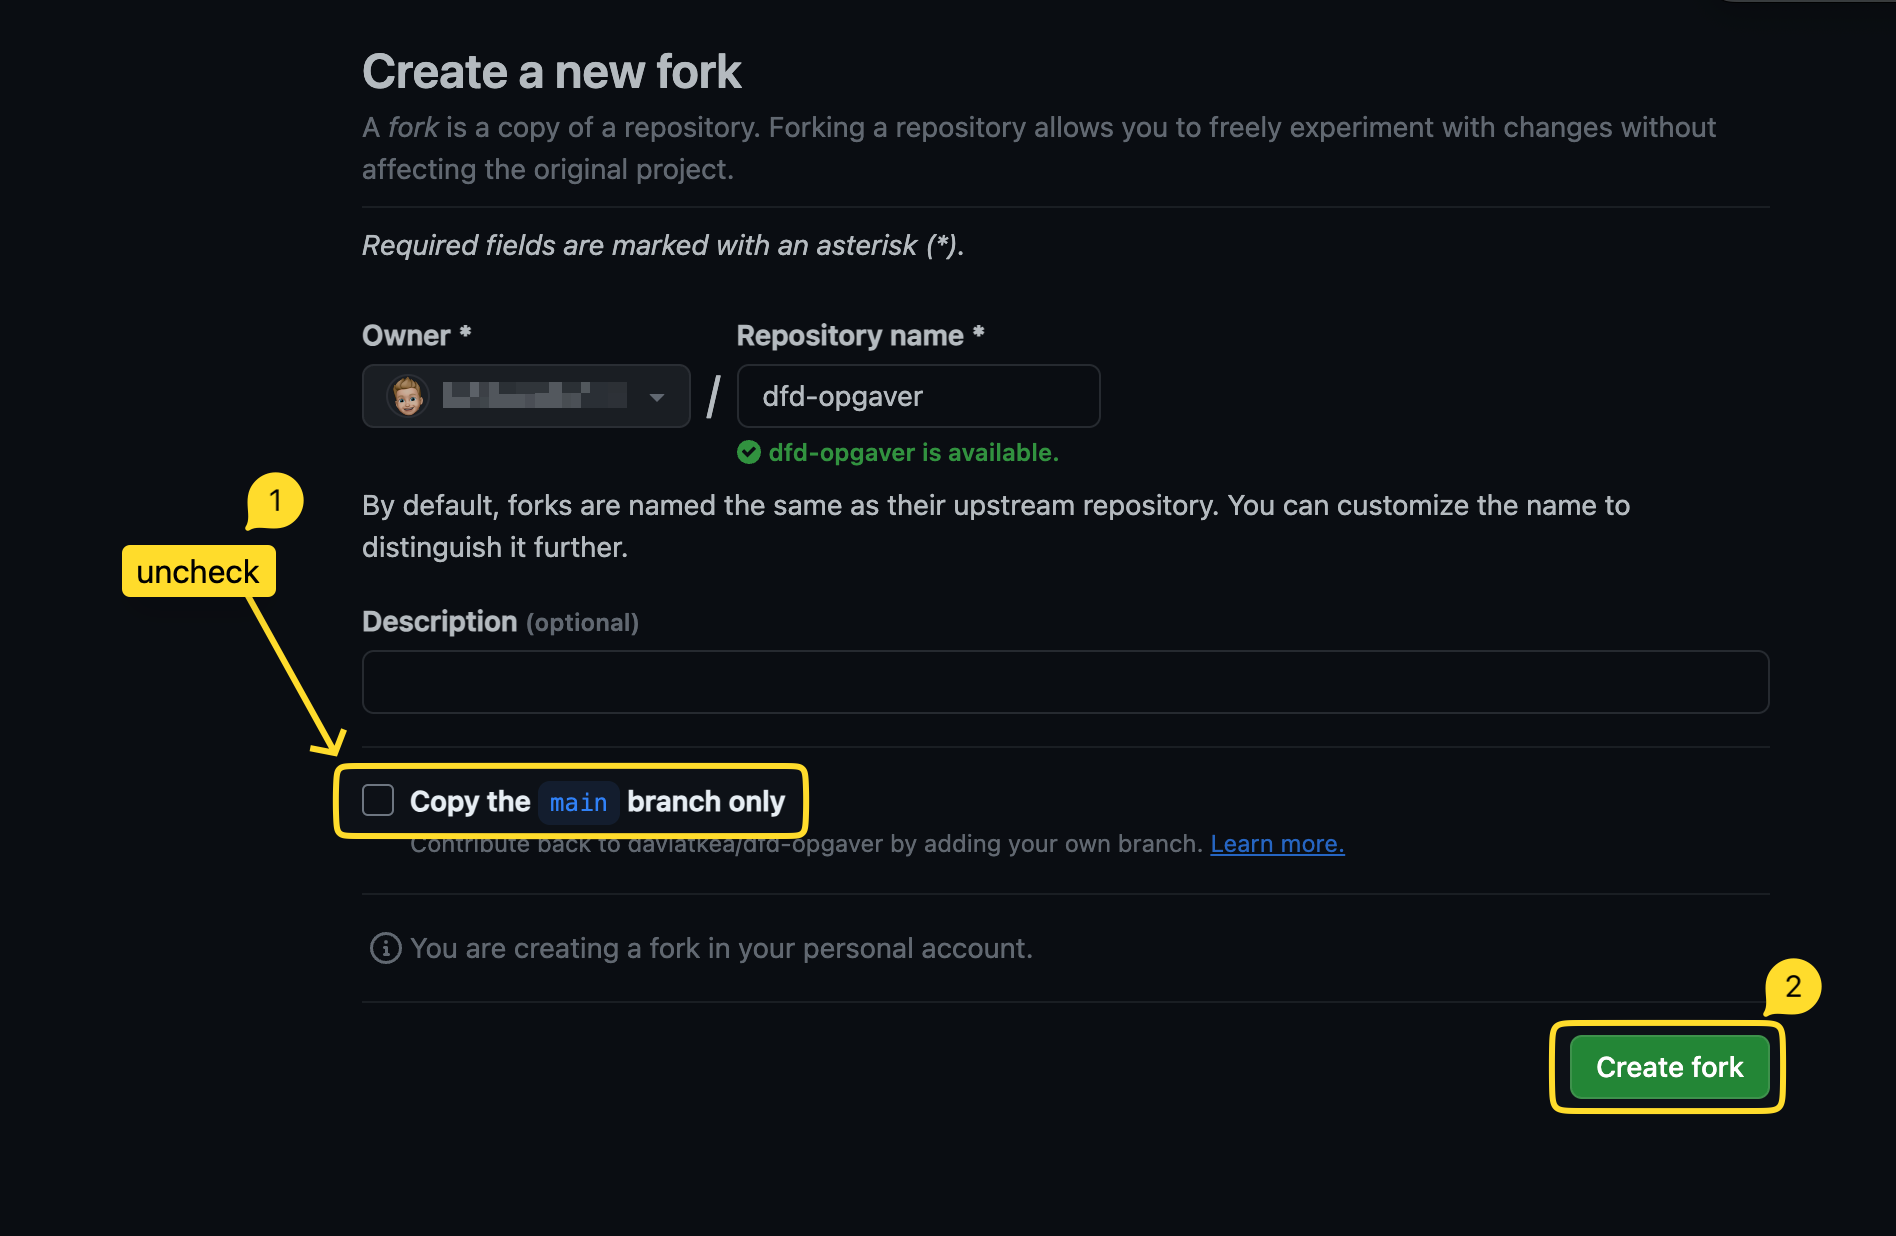 Create a new fork
A fork is a copy of a repository. Forking a repository allows you to freely experiment with changes without
affecting the original project.
Required fields are marked with an asterisk (*).
Owner *
Repository name *
/
dfd-opgaver
dfd-opgaver is available.
1
By default, forks are named the same as their upstream repository. You can customize the name to
distinguish it further.
uncheck
Description (optional)
Copy the main branch only
Contribute back to daviatkea/dfd-opgaver by adding your own branch. Learn more.
You are creating a fork in your personal account.
2
Create fork